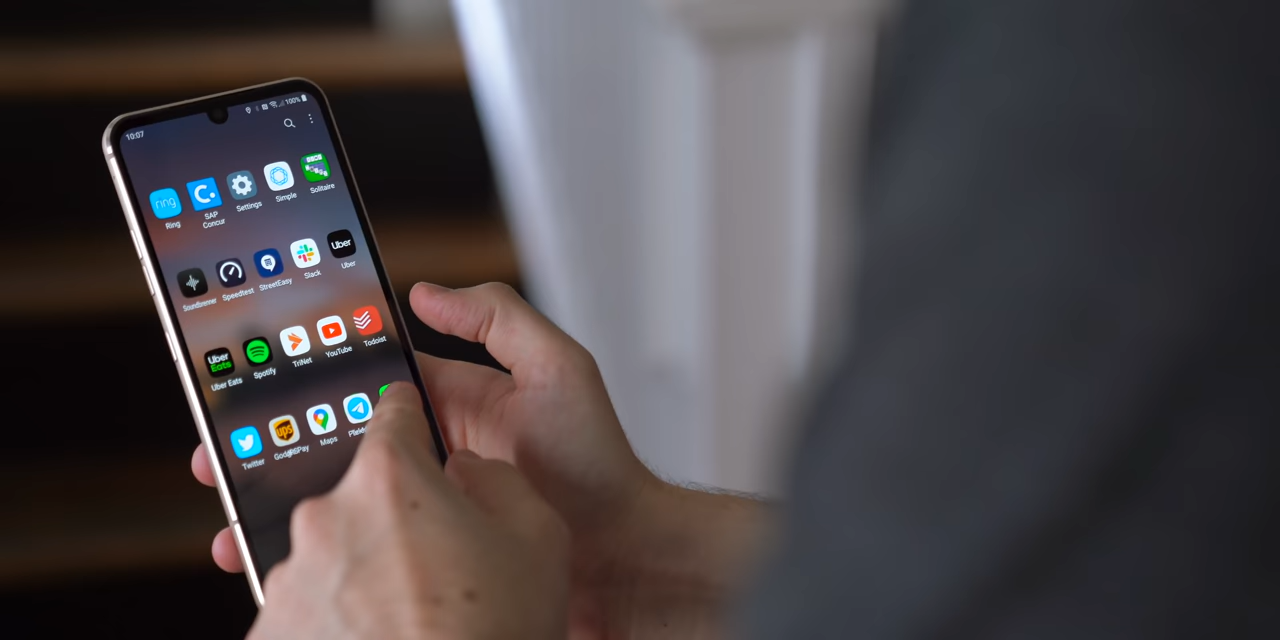 10:07
100%
ring
Ring
SAP
Concur
Settings
Simple
Solitaire
Speedtest
StreetEasy
Slack
Uber
Uber
Uber
Eats
Uber Eats
Spotify
TriNet
YouTube
Todoist
Twitter
ups
Maps